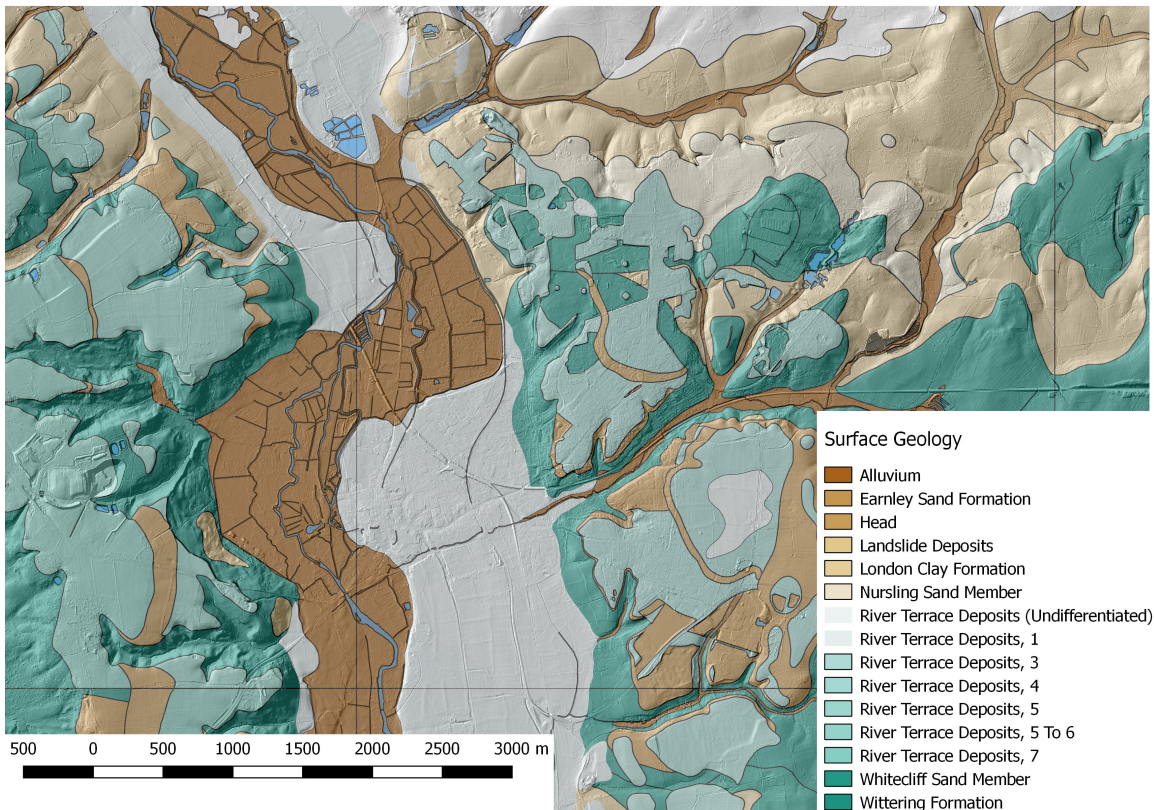 Surface Geology
Alluvium
Earnley Sand Formation
Head
Landslide Deposits
London Clay Formation
Nursling Sand Member
River Terrace Deposits (Undifferentiated)
River Terrace Deposits, 1
River Terrace Deposits, 3
River Terrace Deposits, 4
River Terrace Deposits, 5
River Terrace Deposits, 5 To 6
River Terrace Deposits, 7
Whitecliff Sand Member
Wittering Formation
500 0 500 1000 1500 2000 2500 3000 m